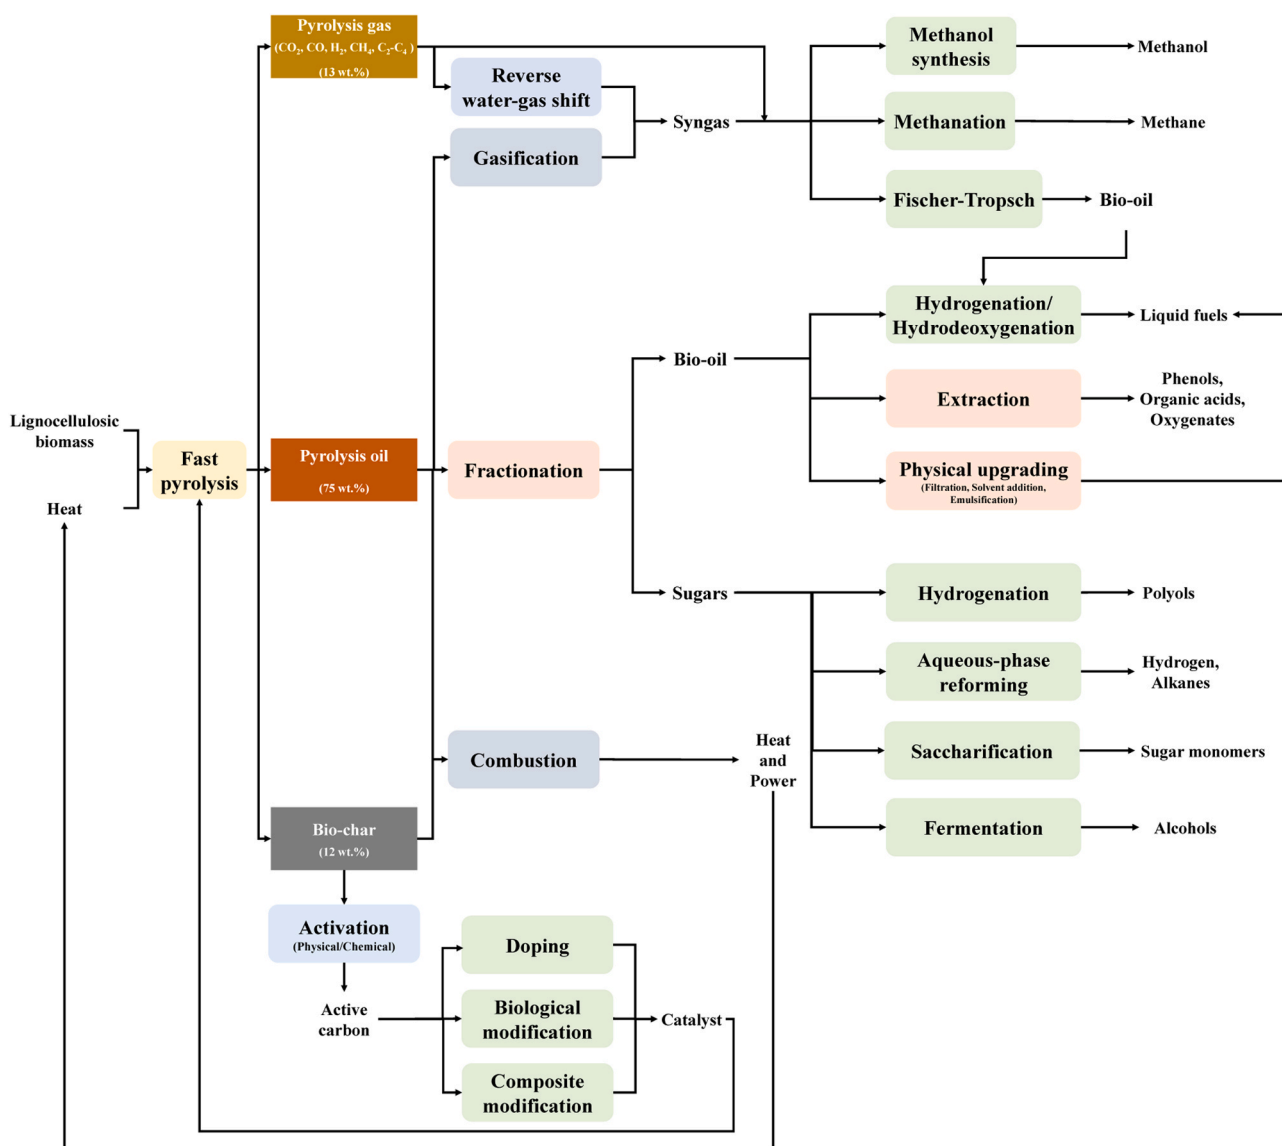 Pyrolysis gas
(CO₂, CO, H₂, CH₄, C₂-C₄ )
(13 wt.%)
Reverse
water-gas shift
Gasification
Syngas
Methanol
synthesis
Methanol
Methanation
Methane
Fischer-Tropsch
Bio-oil
Hydrogenation/
Hydrodeoxygenation
Liquid fuels
Bio-oil
Extraction
Phenols,
Organic acids,
Oxygenates
Lignocellulosic
biomass
Heat
Fast
pyrolysis
Pyrolysis oil
(75 wt.%)
Fractionation
Physical upgrading
(Filtration, Solvent addition,
Emulsification)
Sugars
Hydrogenation
Polyols
Aqueous-phase
reforming
Hydrogen,
Alkanes
Combustion
Heat
and
Power
Saccharification
Sugar monomers
Fermentation
Alcohols
Bio-char
(12 wt.%)
Activation
(Physical/Chemical)
Active
carbon
Doping
Biological
modification
Composite
modification
Catalyst